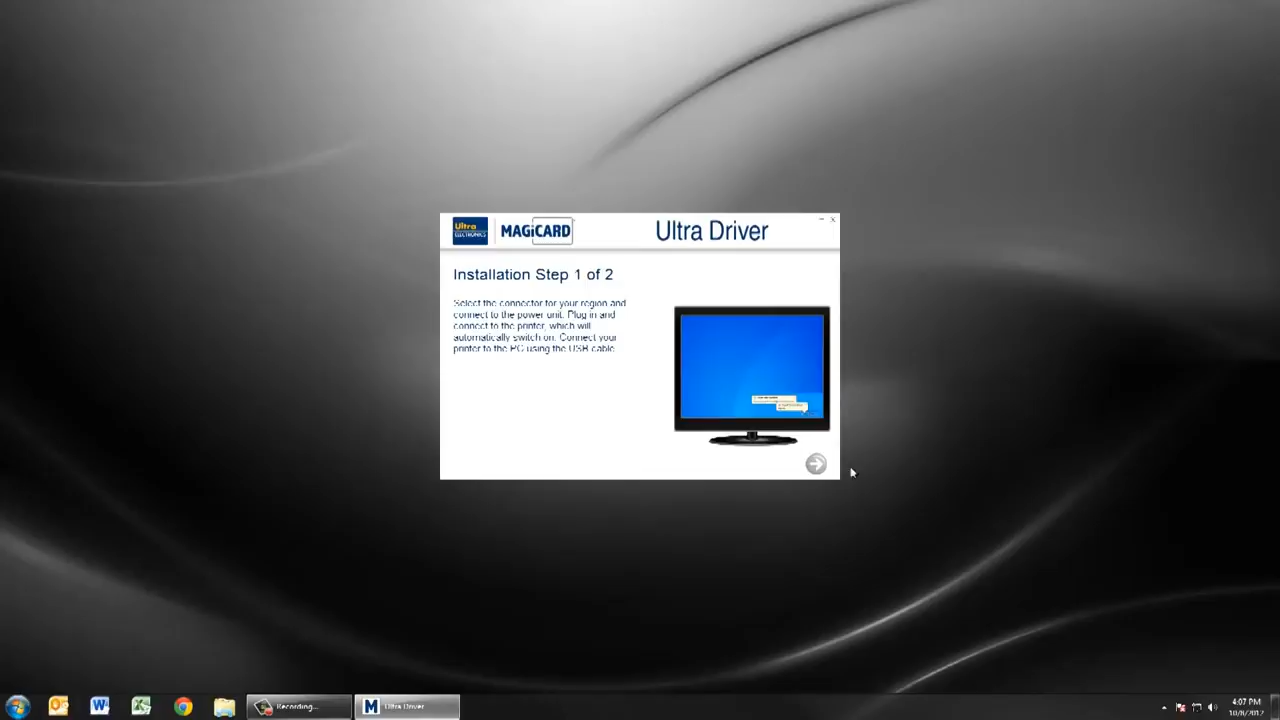 Ultra
ELECTRONICS
MAGiCARD
Ultra Driver
Installation Step 1 of 2
Select the connector for your region and
connect to the power unit. Plug in and
connect to the printer, which will
automatically switch on. Connect your
printer to the PC using the USB cable
Recording...
Ultra Driver
4:07 PM
10/8/2012